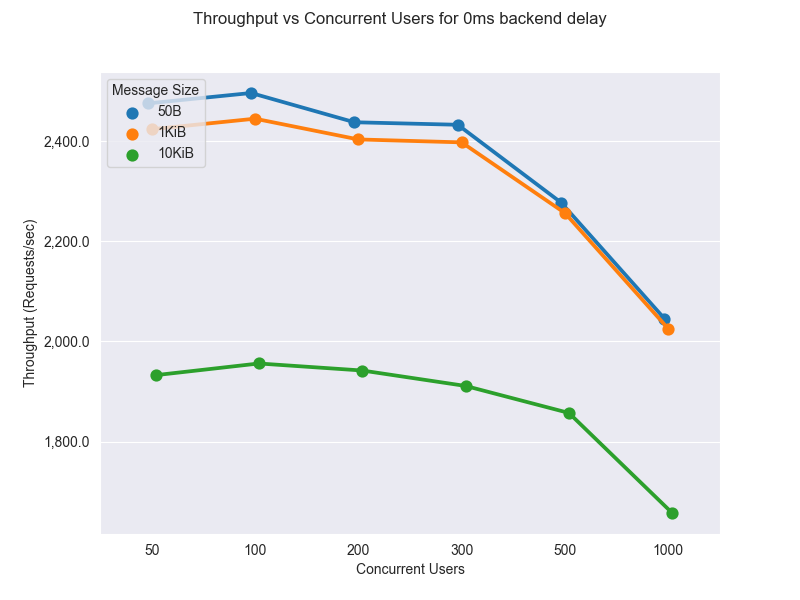 Throughput vs Concurrent Users for 0ms backend delay
Message Size
50B
1KiB
10KiB
2,400.0
2,200.0
2,000.0
1,800.0
Throughput (Requests/sec)
50 100 200 300 500 1000
Concurrent Users